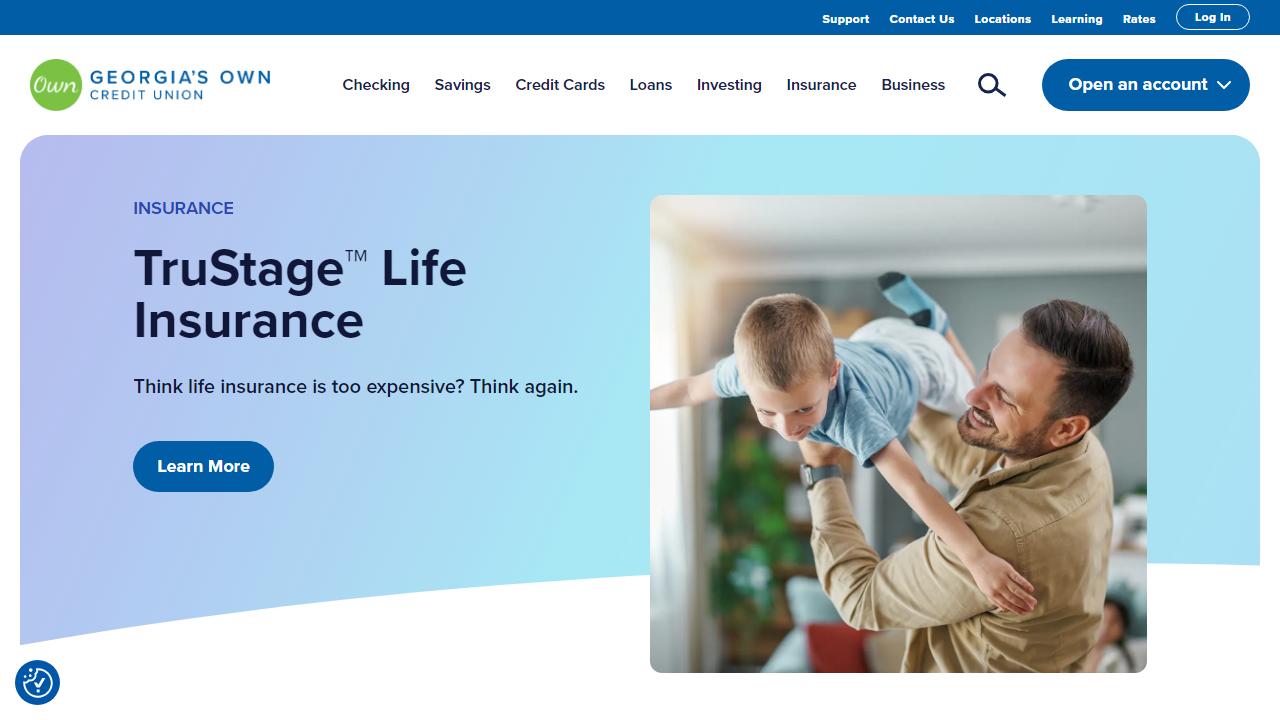 Support Contact Us Locations Learning Rates Log In
Own GEORGIA'S OWN
CREDIT UNION
Checking Savings Credit Cards Loans Investing Insurance Business Open an account
INSURANCE
TruStage™ Life
Insurance
Think life insurance is too expensive? Think again.
Learn More